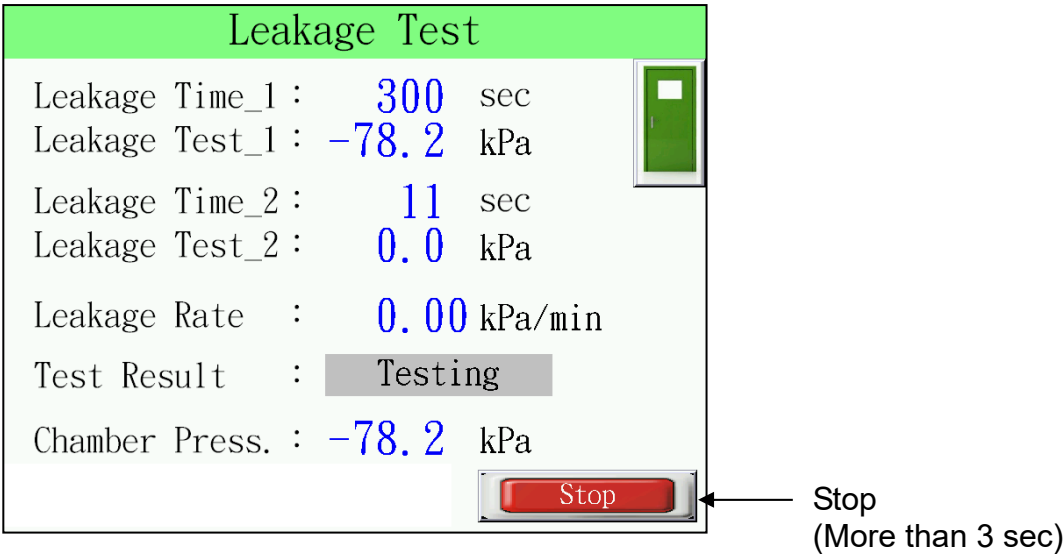 Leakage Test
Leakage Time_1 : 300 sec
Leakage Test_1 : -78.2 kPa
Leakage Time_2 : 11 sec
Leakage Test_2 : 0.0 kPa
Leakage Rate : 0.00 kPa/min
Test Result : Testing
Chamber Press. : -78.2 kPa
Stop
Stop
(More than 3 sec)